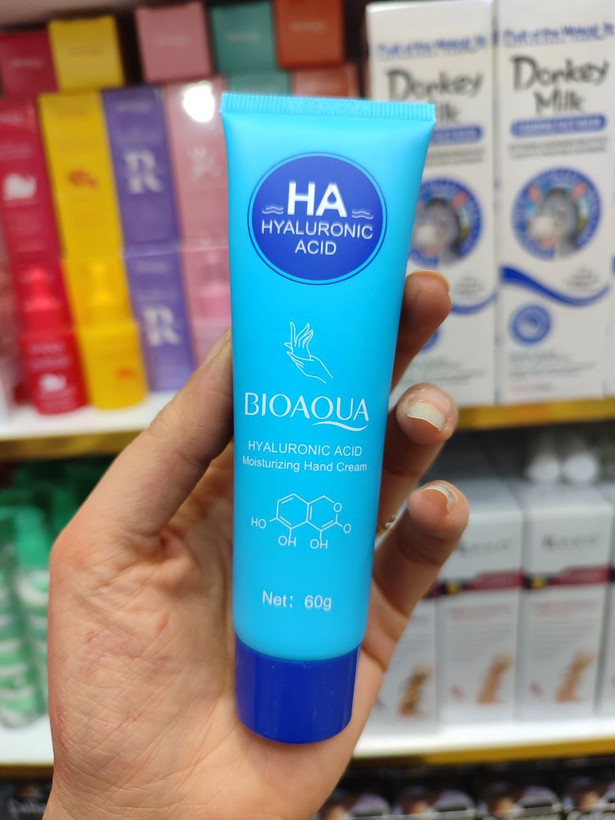 HA
HYALURONIC
ACID
BIOAQUA
HYALURONIC ACID
Moisturizing Hand Cream
O
HO
O
OH
OH
Net: 60g
Donkey
Milk
Donkey
Milk
R
R